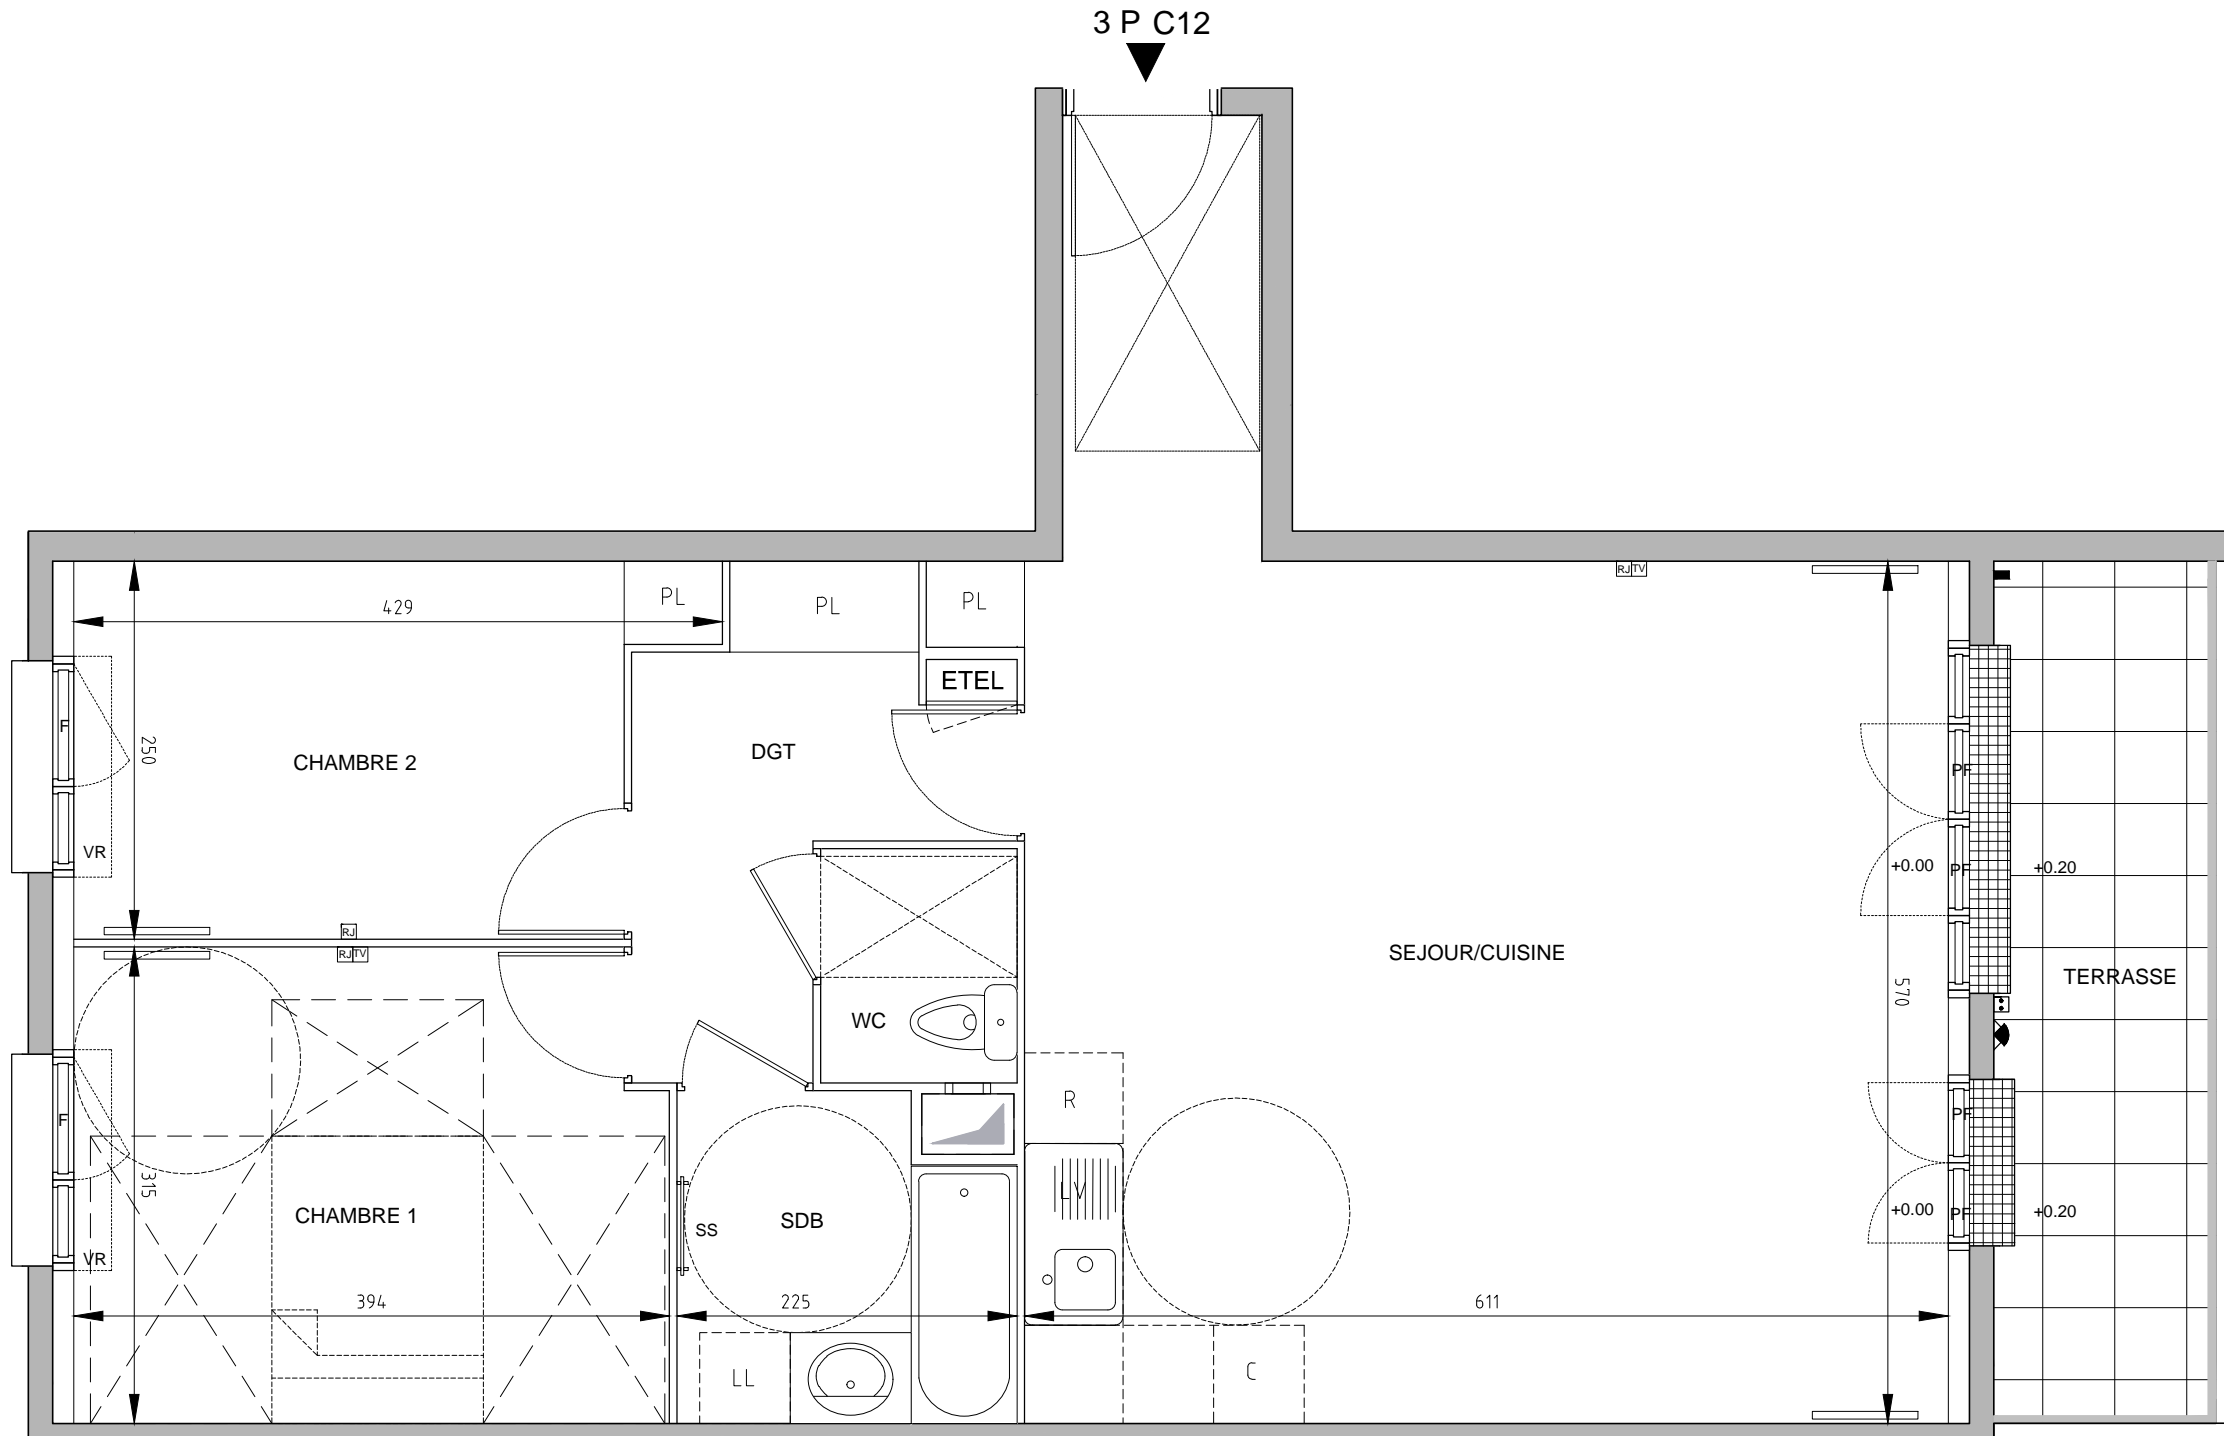 3 P C12
RJ TV
PL
PL
PL
429
ETEL
F
250
CHAMBRE 2
DGT
PF
VR
+0.00
PF
+0.20
RJ
RJ TV
SEJOUR/CUISINE
TERRASSE
570
WC
R
F
PF
315
LV
CHAMBRE 1
SS
SDB
+0.00
PF
+0.20
VR
394
225
611
LL
C